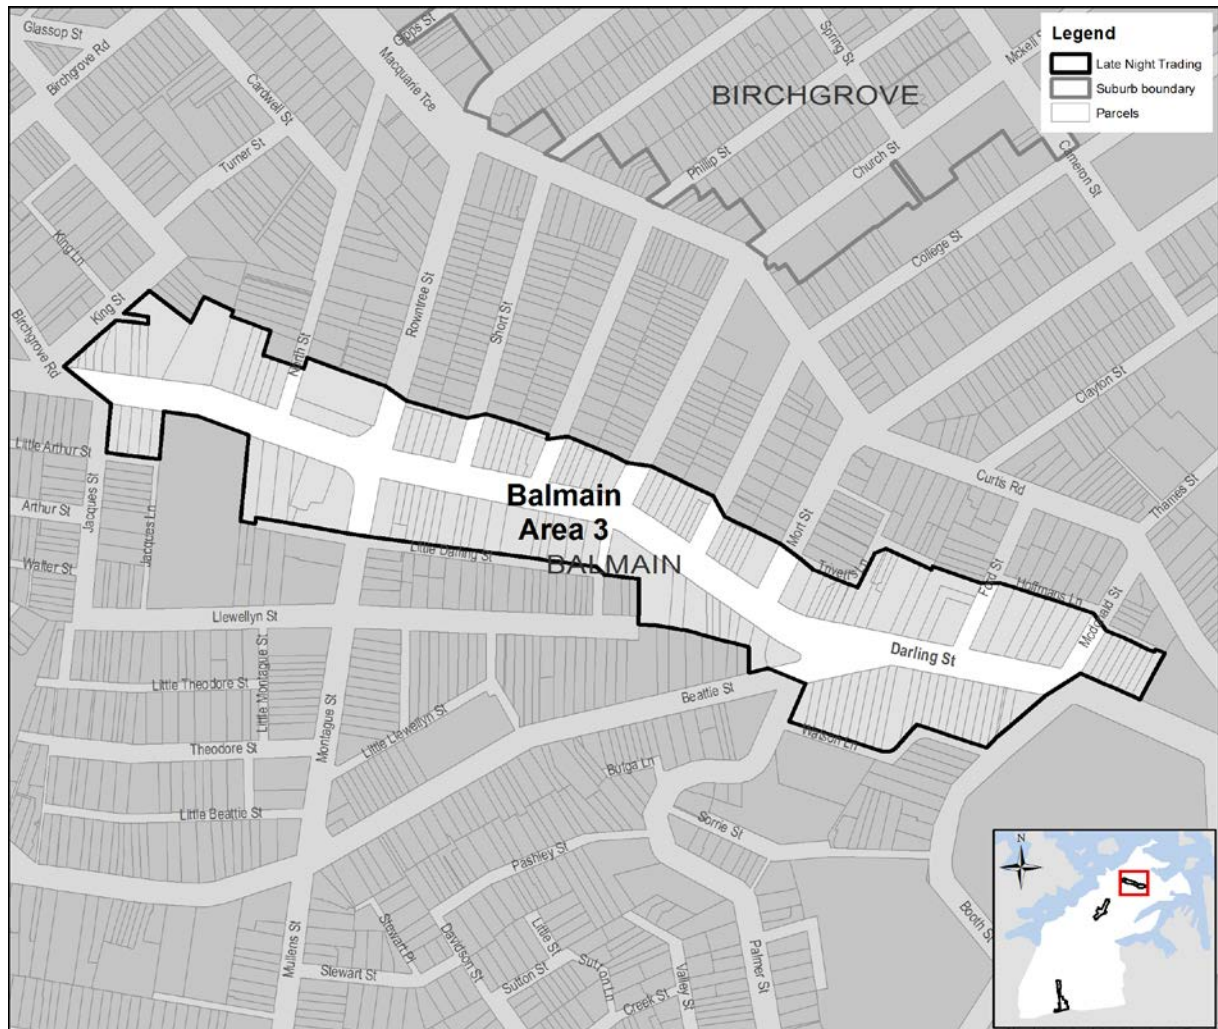 Legend
Late Night Trading
Suburb boundary
Parcels
Glassop St
Birchgrove Rd
Cardwell St
Turner St
Gipps St
Macquarie Tce
Spring St
BIRCHGROVE
Phillip St
Church St
Cameron St
College St
King Ln
King St
Birchgrove Rd
North St
Rowntree St
Short St
Clayton St
Little Arthur St
Arthur St
Jacques St
Jacques Ln
Walter St
Balmain
Area 3
BALMAIN
Little Darling St
Mort St
Curtis Rd
Thames St
Ford St
Hoffmans Ln
Mcdonald St
Llewellyn St
Darling St
Little Theodore St
Little Montague St
Montague St
Beattie St
Theodore St
Little Llewellyn St
Watson Ln
Bulga Ln
Little Beattie St
Sorrie St
Pashley St
Mullens St
Stewart Pl
Stewart St
Davidson St
Little St
Sutton St
Sutton Ln
Creek St
Valley St
Palmer St
Booth St
N